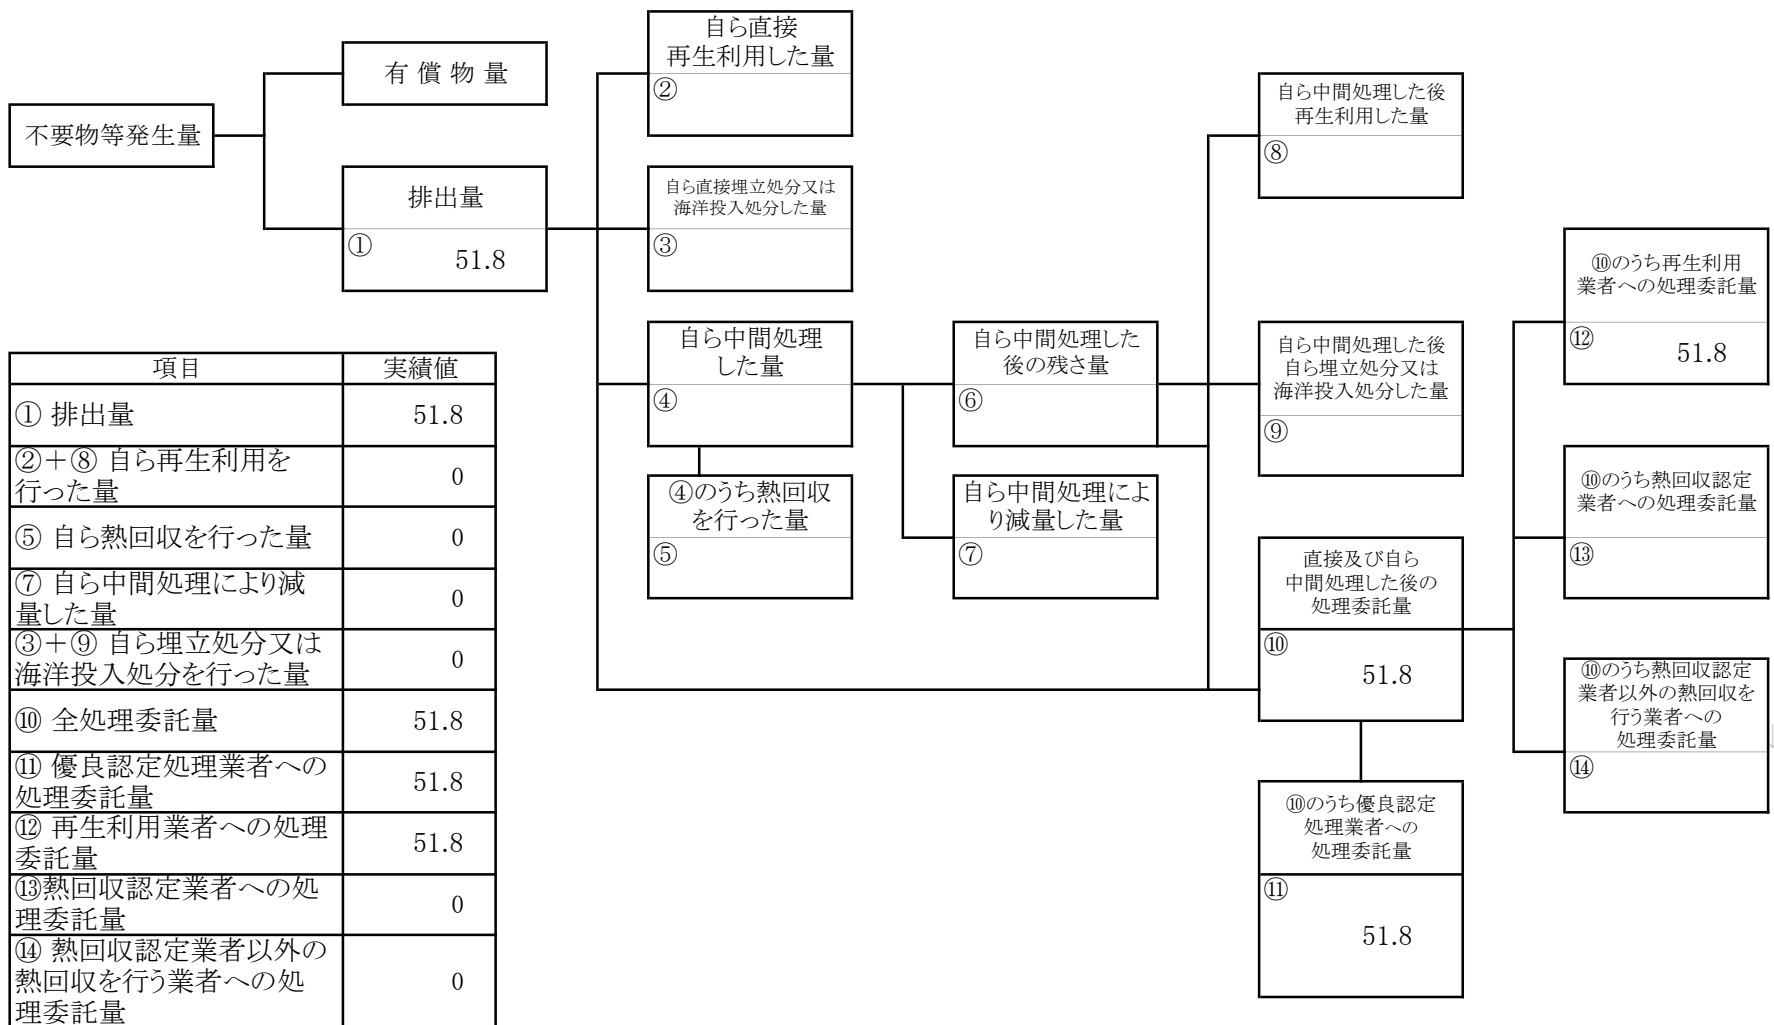 不要物等発生量
有 償 物 量
排出量
①
51.8
自ら直接
再生利用した量
②
自ら直接埋立処分又は
海洋投入処分した量
③
自ら中間処理
した量
④
④のうち熱回収
を行った量
⑤
自ら中間処理した
後の残さ量
⑥
自ら中間処理によ
り減量した量
⑦
自ら中間処理した後
再生利用した量
⑧
自ら中間処理した後
自ら埋立処分又は
海洋投入処分した量
⑨
直接及び自ら
中間処理した後の
処理委託量
⑩
51.8
⑩のうち優良認定
処理業者への
処理委託量
⑪
51.8
⑩のうち再生利用
業者への処理委託量
⑫
51.8
⑩のうち熱回収認定
業者への処理委託量
⑬
⑩のうち熱回収認定
業者以外の熱回収を
行う業者への
処理委託量
⑭
項目 実績値
① 排出量 51.8
②＋⑧ 自ら再生利用を
行った量 0
⑤ 自ら熱回収を行った量 0
⑦ 自ら中間処理により減
量した量 0
③＋⑨ 自ら埋立処分又は
海洋投入処分を行った量 0
⑩ 全処理委託量 51.8
⑪ 優良認定処理業者への
処理委託量 51.8
⑫ 再生利用業者への処理
委託量 51.8
⑬熱回収認定業者への処
理委託量 0
⑭ 熱回収認定業者以外の
熱回収を行う業者への処
理委託量 0